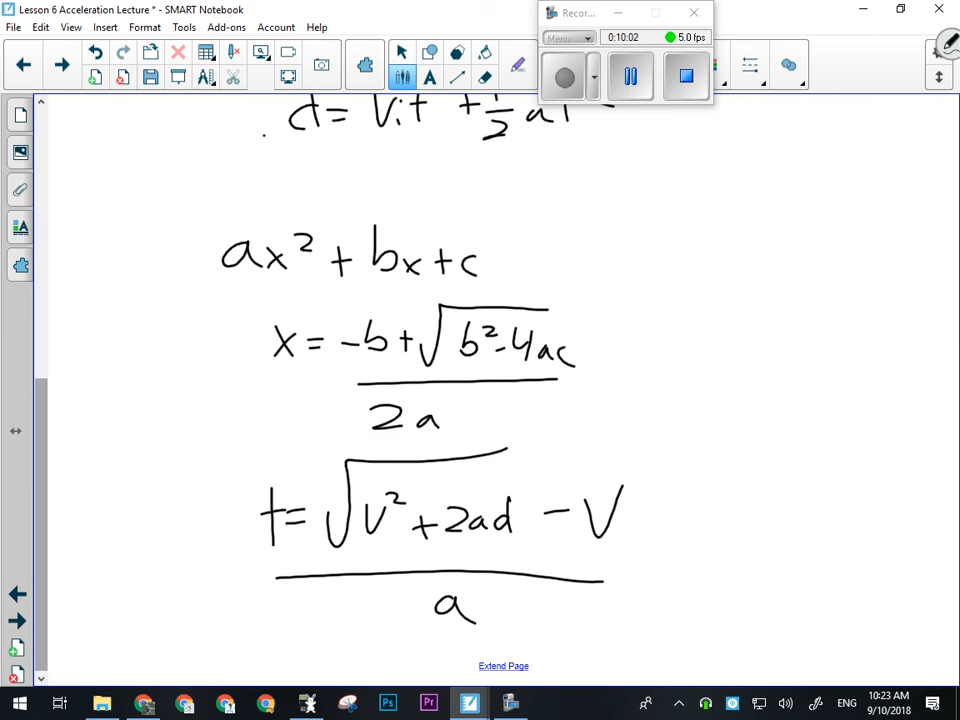 Lesson 6 Acceleration Lecture * - SMART Notebook
File Edit View Insert Format Tools Add-ons Account Help
Recor...
Menu 0:10:02 5.0 fps
d = Vit + 1/2 at
ax² + bx + c
x = -b + √b² - 4ac
2a
t = √V² + 2ad - V
a
Extend Page
ENG
10:23 AM
9/10/2018